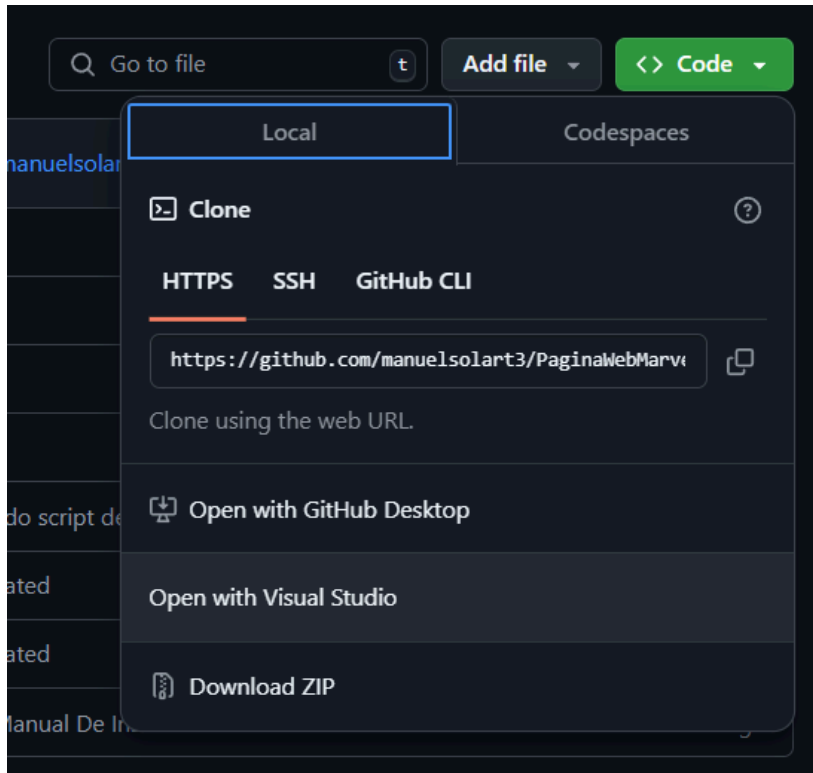 Go to file t Add file <> Code
Local Codespaces
manuelsolar
Clone
HTTPS SSH GitHub CLI
https://github.com/manuelsolart3/PaginaWebMarve
Clone using the web URL.
do script de
Open with GitHub Desktop
ated
Open with Visual Studio
ated
Download ZIP
Manual De In